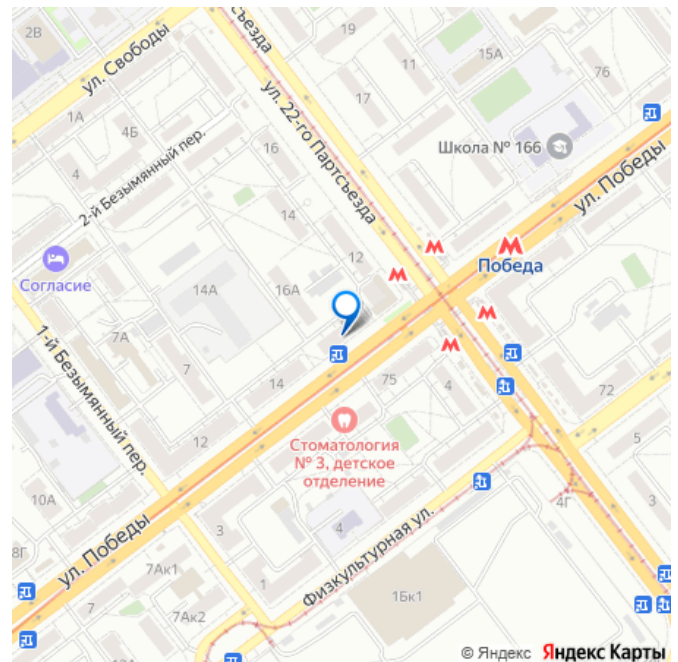 2В
ул. Свободы
съезда
19
11
15А
76
17
1А
4Б
4
2-й Безымянный пер.
16
ул. 22-го Партсъезда
Школа № 166
ул. Победы
14
12
Победа
Согласие
14А
16А
7А
7
1-й Безымянный пер.
14
75
4
72
12
Стоматология
№ 3, детское
отделение
5
10А
3
4
4Г
3
8Г
ул. Победы
7Ак1
1
Физкультурная ул.
1Бк1
7
7Ак2
© Яндекс Яндекс Карты